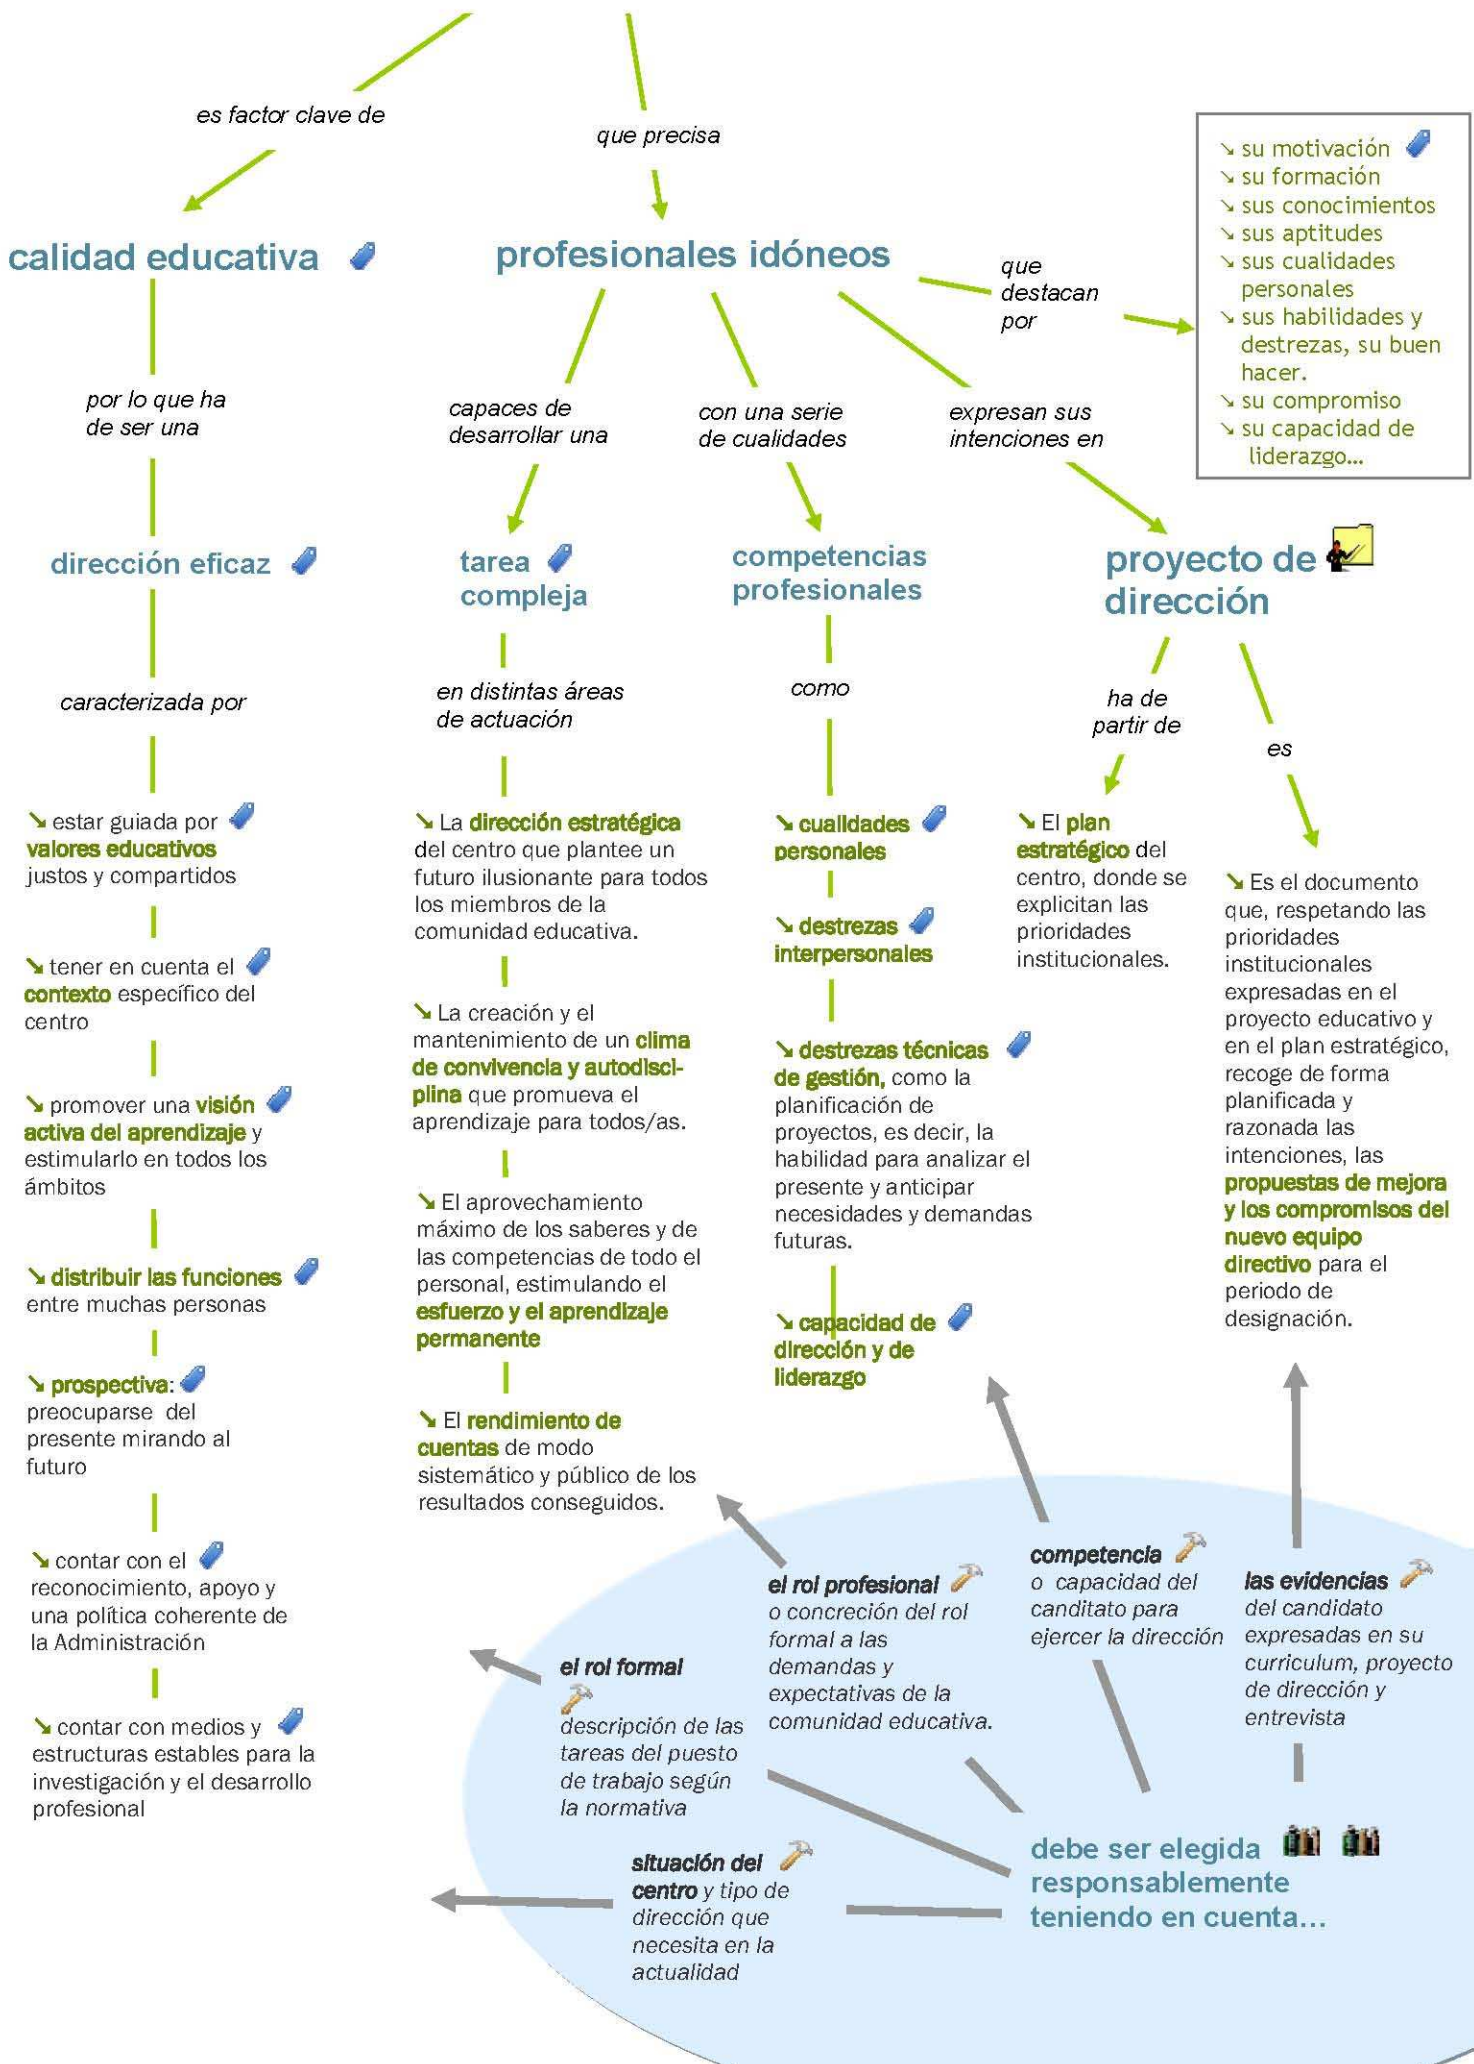 es factor clave de
que precisa
↘ su motivación
↘ su formación
↘ sus conocimientos
↘ sus aptitudes
↘ sus cualidades
personales
↘ sus habilidades y
destrezas, su buen
hacer.
↘ su compromiso
↘ su capacidad de
liderazgo...
calidad educativa
profesionales idóneos
que
destacan
por
por lo que ha
de ser una
capaces de
desarrollar una
con una serie
de cualidades
expresan sus
intenciones en
dirección eficaz
tarea
compleja
competencias
profesionales
proyecto de
dirección
caracterizada por
en distintas áreas
de actuación
como
ha de
partir de
es
↘ estar guiada por
valores educativos
justos y compartidos
↘ tener en cuenta el
contexto específico del
centro
↘ promover una visión
activa del aprendizaje y
estimularlo en todos los
ámbitos
↘ distribuir las funciones
entre muchas personas
↘ prospectiva:
preocuparse del
presente mirando al
futuro
↘ contar con el
reconocimiento, apoyo y
una política coherente de
la Administración
↘ contar con medios y
estructuras estables para la
investigación y el desarrollo
profesional
↘ La dirección estratégica
del centro que plantee un
futuro ilusionante para todos
los miembros de la
comunidad educativa.
↘ La creación y el
mantenimiento de un clima
de convivencia y autodisci-
plina que promueva el
aprendizaje para todos/as.
↘ El aprovechamiento
máximo de los saberes y de
las competencias de todo el
personal, estimulando el
esfuerzo y el aprendizaje
permanente
↘ El rendimiento de
cuentas de modo
sistemático y público de los
resultados conseguidos.
↘ cualidades
personales
↘ destrezas
interpersonales
↘ destrezas técnicas
de gestión, como la
planificación de
proyectos, es decir, la
habilidad para analizar el
presente y anticipar
necesidades y demandas
futuras.
↘ capacidad de
dirección y de
liderazgo
↘ El plan
estratégico del
centro, donde se
explicitan las
prioridades
institucionales.
↘ Es el documento
que, respetando las
prioridades
institucionales
expresadas en el
proyecto educativo y
en el plan estratégico,
recoge de forma
planificada y
razonada las
intenciones, las
propuestas de mejora
y los compromisos del
nuevo equipo
directivo para el
periodo de
designación.
el rol formal
descripción de las
tareas del puesto
de trabajo según
la normativa
el rol profesional
o concreción del rol
formal a las
demandas y
expectativas de la
comunidad educativa.
competencia
o capacidad del
canditato para
ejercer la dirección
las evidencias
del candidato
expresadas en su
curriculum, proyecto
de dirección y
entrevista
situación del
centro y tipo de
dirección que
necesita en la
actualidad
debe ser elegida
responsablemente
teniendo en cuenta...